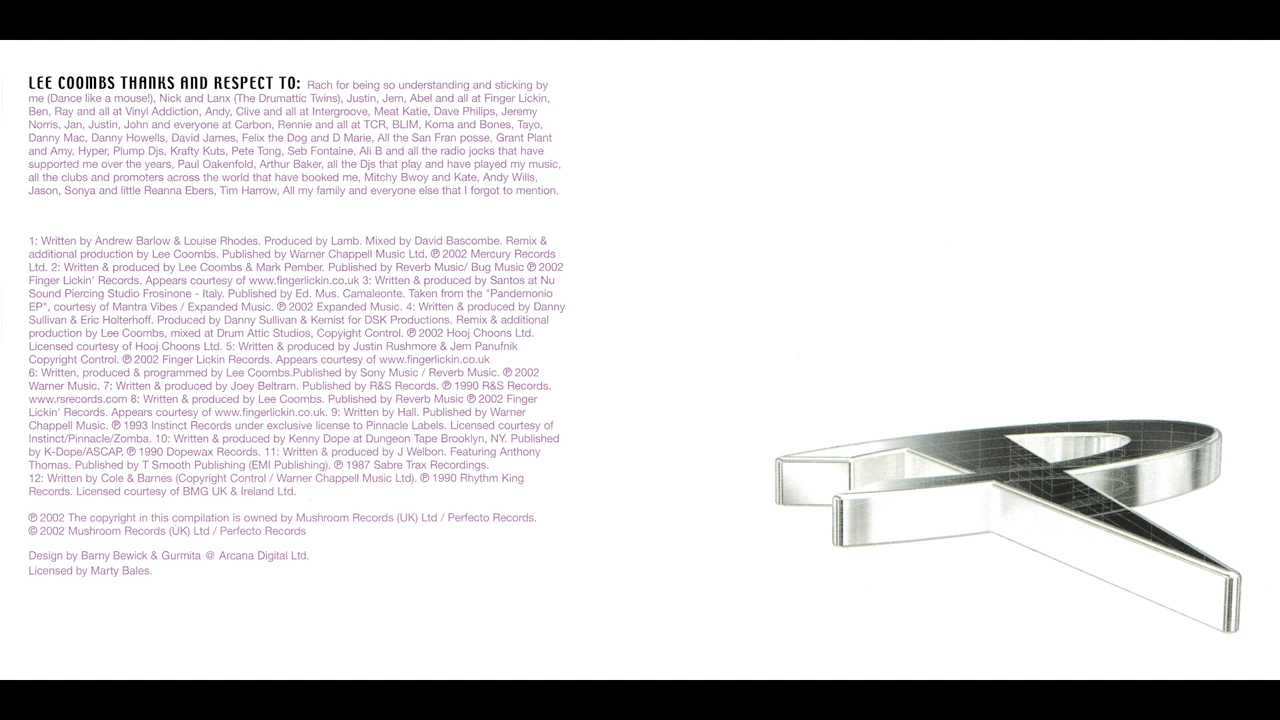 LEE COOMBS THANKS AND RESPECT TO: Rach for being so understanding and sticking by
me (Dance like a mouse!), Nick and Lanx (The Drumattic Twins), Justin, Jem, Abel and all at Finger Lickin,
Ben, Ray and all at Vinyl Addiction, Andy, Clive and all at Intergroove, Meat Katie, Dave Philips, Jeremy
Norris, Jan, Justin, John and everyone at Carbon, Rennie and all at TCR, BLIM, Koma and Bones, Tayo,
Danny Mac, Danny Howells, David James, Felix the Dog and D Marie, All the San Fran posse, Grant Plant
and Amy, Hyper, Plump Djs, Krafty Kuts, Pete Tong, Seb Fontaine, Ali B and all the radio jocks that have
supported me over the years, Paul Oakenfold, Arthur Baker, all the Djs that play and have played my music,
all the clubs and promoters across the world that have booked me, Mitchy Bwoy and Kate, Andy Wills,
Jason, Sonya and little Reanna Ebers, Tim Harrow, All my family and everyone else that I forgot to mention.
1: Written by Andrew Barlow & Louise Rhodes. Produced by Lamb. Mixed by David Bascombe. Remix &
additional production by Lee Coombs. Published by Warner Chappell Music Ltd. ℗ 2002 Mercury Records
Ltd. 2: Written & produced by Lee Coombs & Mark Pember. Published by Reverb Music/ Bug Music ℗ 2002
Finger Lickin' Records. Appears courtesy of www.fingerlickin.co.uk 3: Written & produced by Santos at Nu
Sound Piercing Studio Frosinone - Italy. Published by Ed. Mus. Camaleonte. Taken from the "Pandemonio
EP", courtesy of Mantra Vibes / Expanded Music. ℗ 2002 Expanded Music. 4: Written & produced by Danny
Sullivan & Eric Holterhoff. Produced by Danny Sullivan & Kemist for DSK Productions. Remix & additional
production by Lee Coombs, mixed at Drum Attic Studios, Copyight Control. ℗ 2002 Hooj Choons Ltd.
Licensed courtesy of Hooj Choons Ltd. 5: Written & produced by Justin Rushmore & Jem Panufnik
Copyright Control. ℗ 2002 Finger Lickin Records. Appears courtesy of www.fingerlickin.co.uk
6: Written, produced & programmed by Lee Coombs.Published by Sony Music / Reverb Music. ℗ 2002
Warner Music. 7: Written & produced by Joey Beltram. Published by R&S Records. ℗ 1990 R&S Records.
www.rsrecords.com 8: Written & produced by Lee Coombs. Published by Reverb Music ℗ 2002 Finger
Lickin' Records. Appears courtesy of www.fingerlickin.co.uk. 9: Written by Hall. Published by Warner
Chappell Music. ℗ 1993 Instinct Records under exclusive license to Pinnacle Labels. Licensed courtesy of
Instinct/Pinnacle/Zomba. 10: Written & produced by Kenny Dope at Dungeon Tape Brooklyn, NY. Published
by K-Dope/ASCAP. ℗ 1990 Dopewax Records. 11: Written & produced by J Welbon. Featuring Anthony
Thomas. Published by T Smooth Publishing (EMI Publishing). ℗ 1987 Sabre Trax Recordings.
12: Written by Cole & Barnes (Copyright Control / Warner Chappell Music Ltd). ℗ 1990 Rhythm King
Records. Licensed courtesy of BMG UK & Ireland Ltd.
℗ 2002 The copyright in this compilation is owned by Mushroom Records (UK) Ltd / Perfecto Records.
© 2002 Mushroom Records (UK) Ltd / Perfecto Records
Design by Barny Bewick & Gurmita @ Arcana Digital Ltd.
Licensed by Marty Bales.